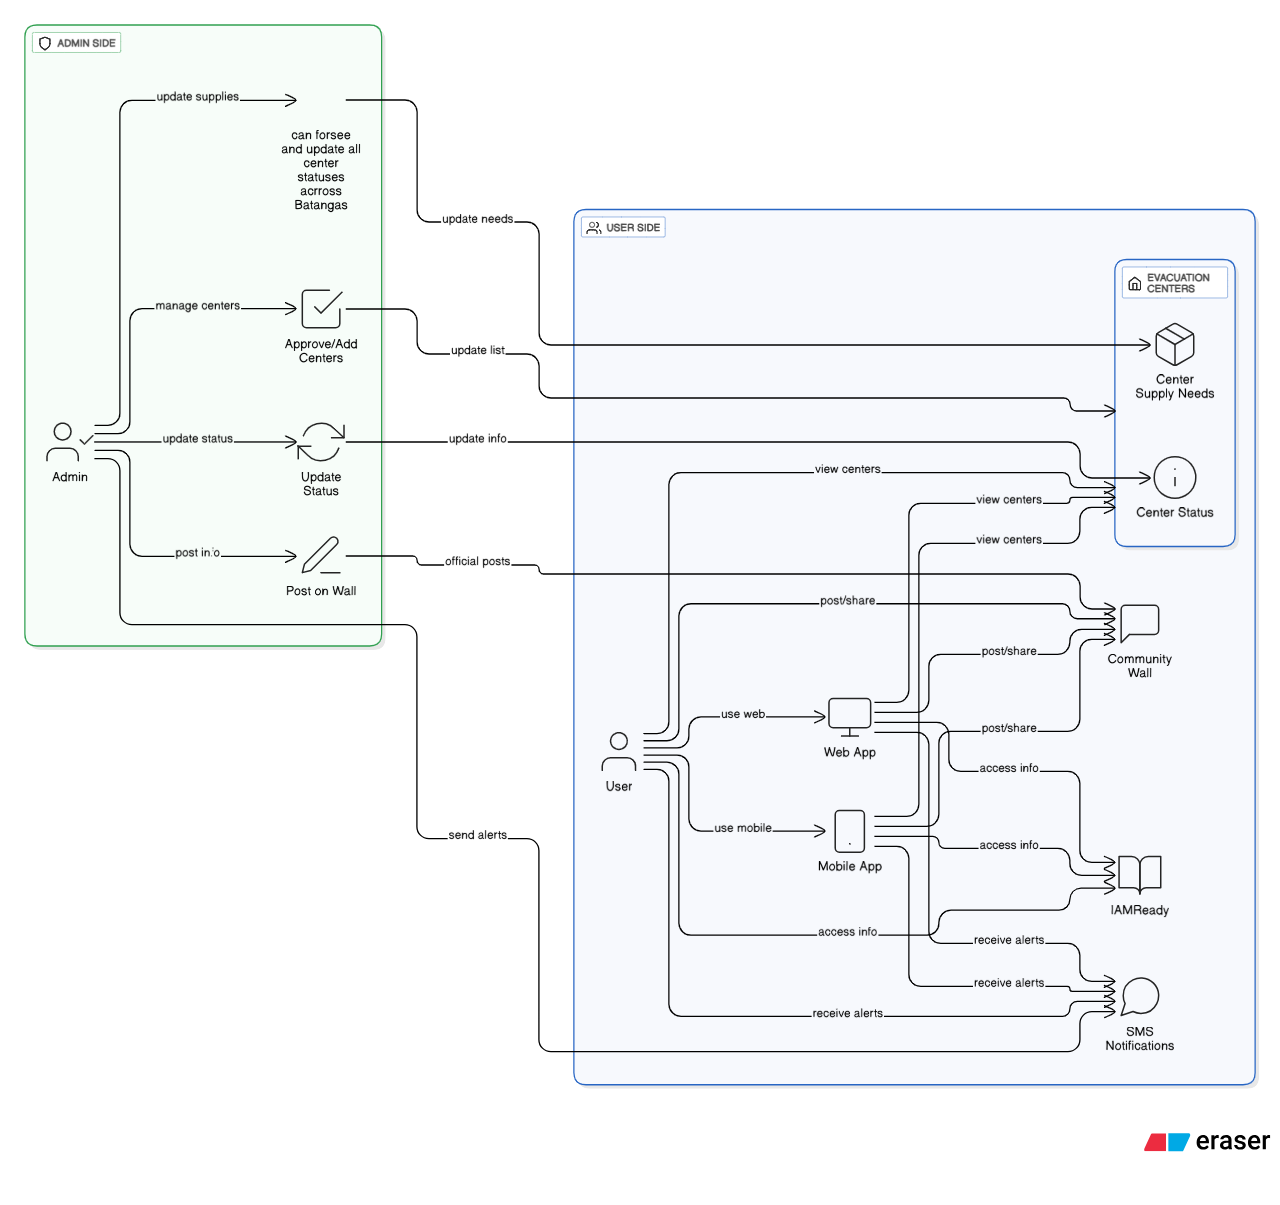 ADMIN SIDE
update supplies
can forsee
and update all
center
statuses
acrross
Batangas
update needs
USER SIDE
EVACUATION
CENTERS
manage centers
Approve/Add
Centers
update list
Center
Supply Needs
Admin
update status
Update
Status
update info
view centers
view centers
view centers
Center Status
post info
Post on Wall
official posts
post/share
post/share
post/share
Community
Wall
User
use web
Web App
use mobile
Mobile App
access info
access info
access info
IAMReady
send alerts
receive alerts
receive alerts
receive alerts
SMS
Notifications
eraser